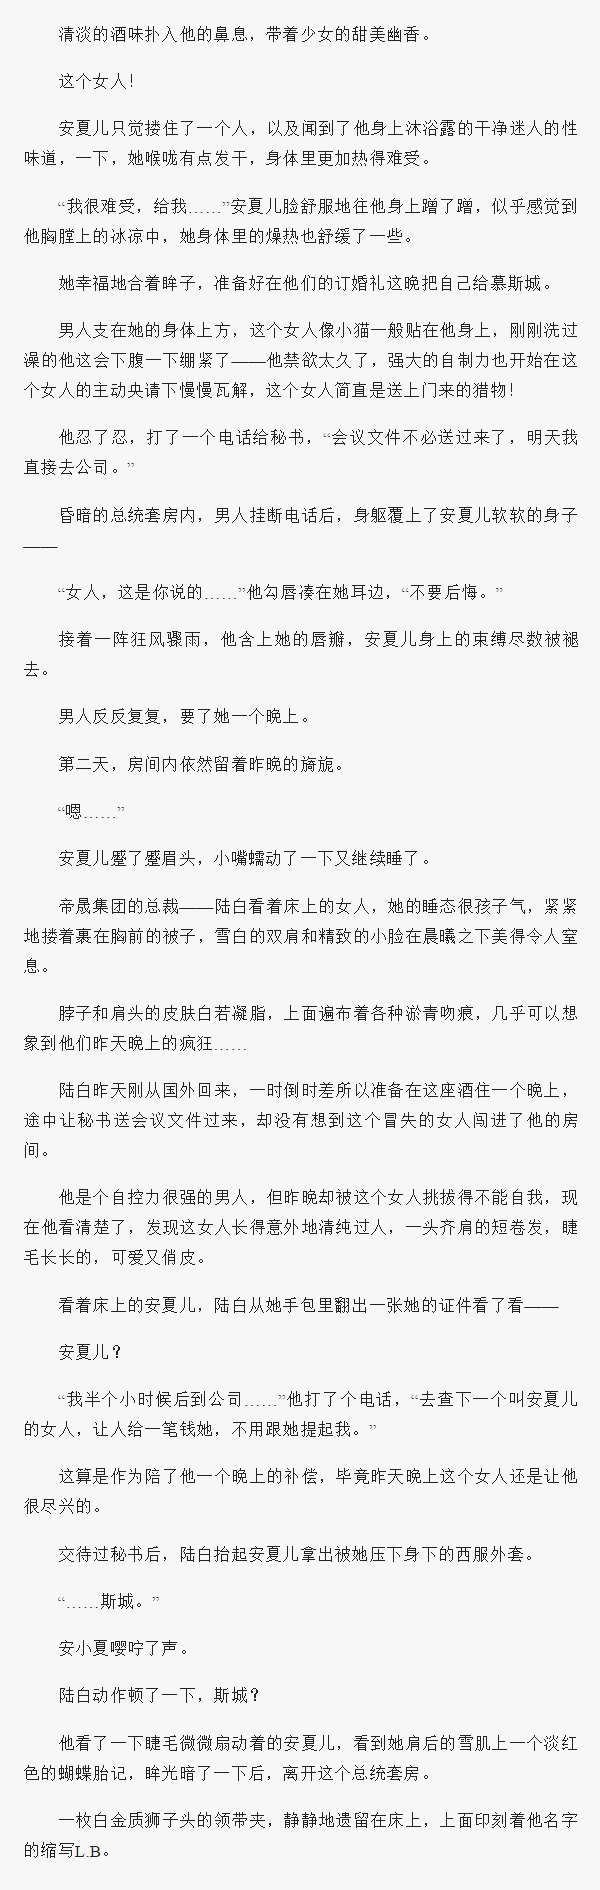 清淡的酒味扑入他的鼻息，带着少女的甜美幽香。
这个女人！
安夏儿只觉搂住了一个人，以及闻到了他身上沐浴露的干净迷人的性
味道，一下，她喉咙有点发干，身体里更加热得难受。
“我很难受，给我……”安夏儿脸舒服地往他身上蹭了蹭，似乎感觉到
他胸膛上的冰凉中，她身体里的燥热也舒缓了一些。
她幸福地合着眸子，准备好在他们的订婚礼这晚把自己给慕斯城。
男人支在她的身体上方，这个女人像小猫一般贴在他身上，刚刚洗过
澡的他这会下腹一下绷紧了——他禁欲太久了，强大的自制力也开始在这
个女人的主动央请下慢慢瓦解，这个女人简直是送上门来的猎物！
他忍了忍，打了一个电话给秘书，“会议文件不必送过来了，明天我
直接去公司。”
昏暗的总统套房内，男人挂断电话后，身躯覆上了安夏儿软软的身子
——
“女人，这是你说的……”他勾唇凑在她耳边，“不要后悔。”
接着一阵狂风骤雨，他含上她的唇瓣，安夏儿身上的束缚尽数被褪
去。
男人反反复复，要了她一个晚上。
第二天，房间内依然留着昨晚的旖旎。
“嗯……”
安夏儿蹙了蹙眉头，小嘴蠕动了一下又继续睡了。
帝晟集团的总裁——陆白看着床上的女人，她的睡态很孩子气，紧紧
地搂着裹在胸前的被子，雪白的双肩和精致的小脸在晨曦之下美得令人窒
息。
脖子和肩头的皮肤白若凝脂，上面遍布着各种淤青吻痕，几乎可以想
象到他们昨天晚上的疯狂……
陆白昨天刚从国外回来，一时倒时差所以准备在这座酒住一个晚上，
途中让秘书送会议文件过来，却没有想到这个冒失的女人闯进了他的房
间。
他是个自控力很强的男人，但昨晚却被这个女人挑拔得不能自我，现
在他看清楚了，发现这女人长得意外地清纯过人，一头齐肩的短卷发，睫
毛长长的，可爱又俏皮。
看着床上的安夏儿，陆白从她手包里翻出一张她的证件看了看——
安夏儿？
“我半个小时候后到公司……”他打了个电话，“去查下一个叫安夏儿
的女人，让人给一笔钱她，不用跟她提起我。”
这算是作为陪了他一个晚上的补偿，毕竟昨天晚上这个女人还是让他
很尽兴的。
交待过秘书后，陆白抬起安夏儿拿出被她压下身下的西服外套。
“……斯城。”
安小夏嘤咛了声。
陆白动作顿了一下，斯城？
他看了一下睫毛微微扇动着的安夏儿，看到她肩后的雪肌上一个淡红
色的蝴蝶胎记，眸光暗了一下后，离开这个总统套房。
一枚白金质狮子头的领带夹，静静地遗留在床上，上面印刻着他名字
的缩写L.B。